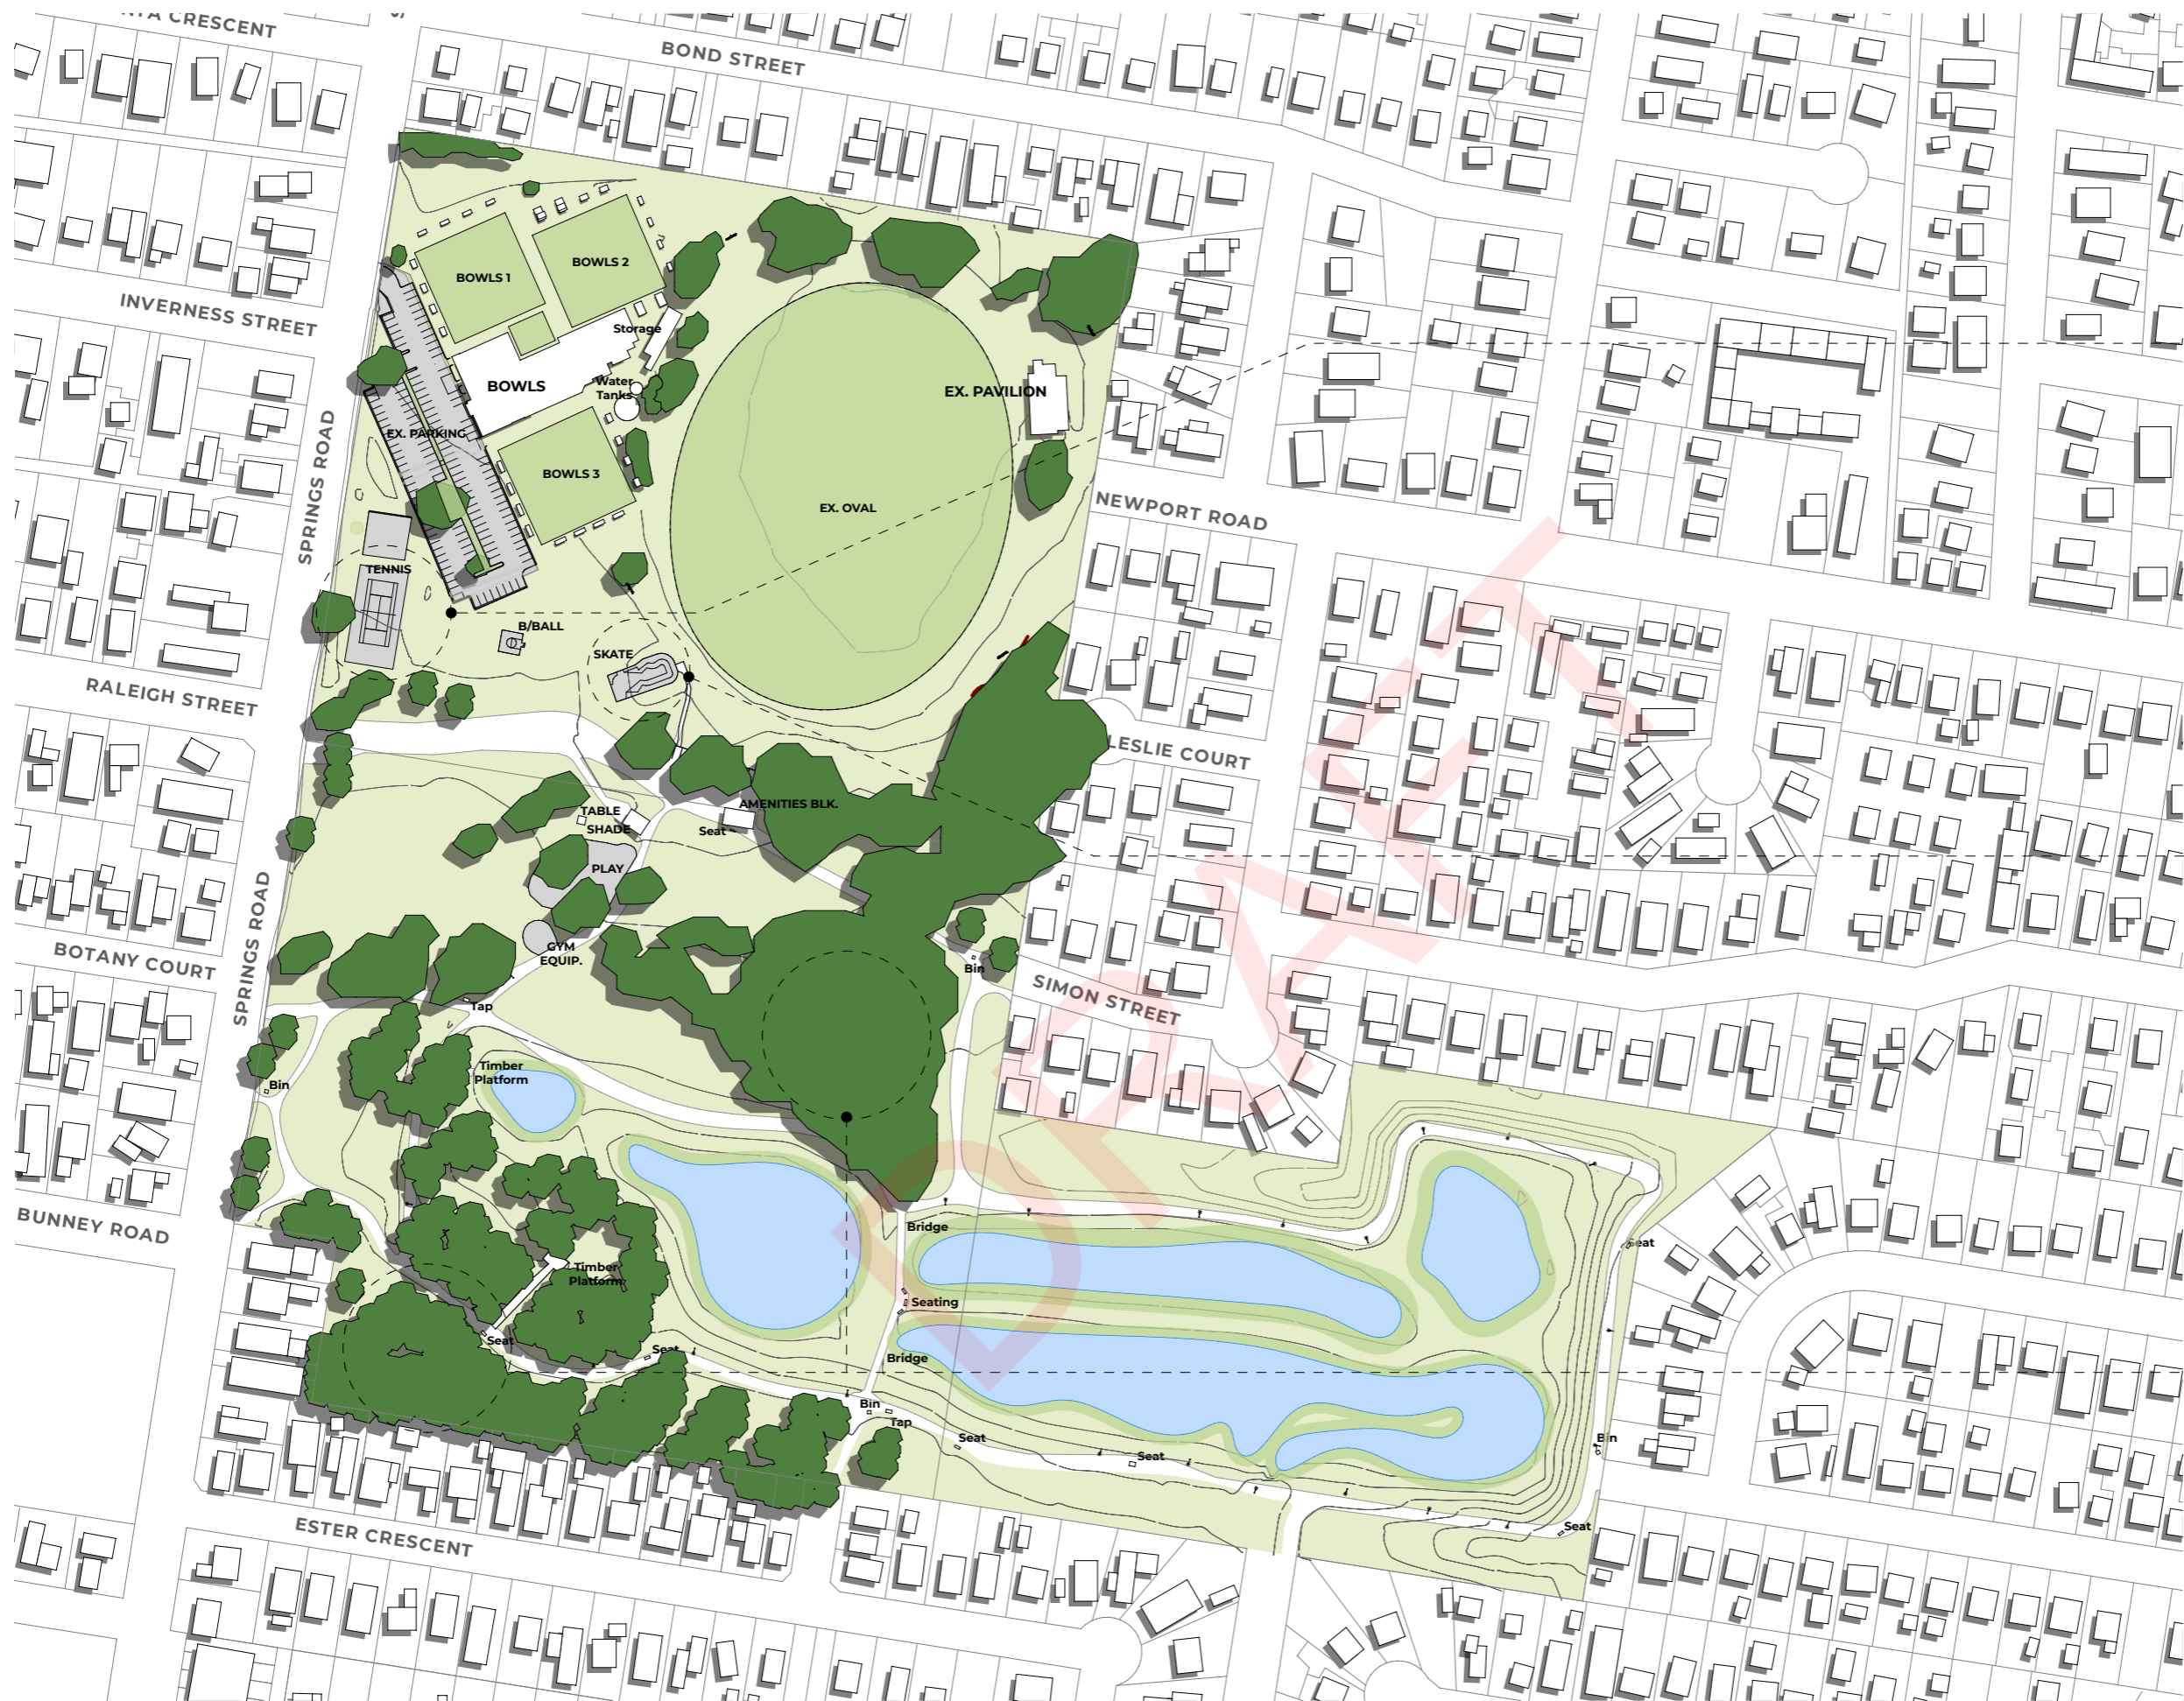 CRESCENT
BOND STREET
BOWLS 1
BOWLS 2
INVERNESS STREET
Storage
BOWLS
Water
Tanks
EX. PAVILION
EX. PARKING
SPRINGS ROAD
BOWLS 3
EX. OVAL
NEWPORT ROAD
TENNIS
B/BALL
SKATE
RALEIGH STREET
LESLIE COURT
TABLE
SHADE
AMENITIES BLK.
Seat
PLAY
SPRINGS ROAD
GYM
EQUIP.
BOTANY COURT
Bin
SIMON STREET
Tap
Timber
Platform
Bin
BUNNEY ROAD
Bridge
Seat
Timber
Platform
Seating
Seat
Seat
Bridge
Bin
Tap
Seat
Seat
Bin
ESTER CRESCENT
Seat
DRAFT